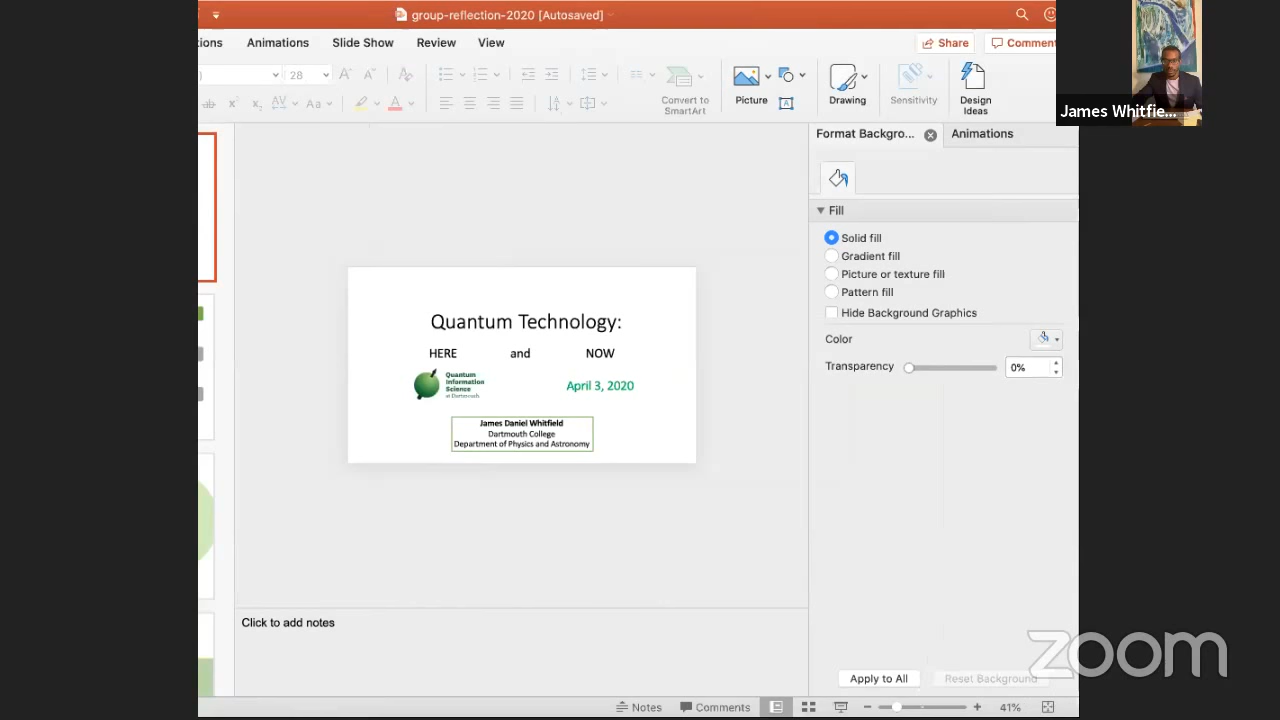 group-reflection-2020 [Autosaved]
Animations Slide Show Review View
Share
28
Aa
Convert to
SmartArt
Picture
Drawing
Sensitivity
Design
Ideas
James Whitfie...
Format Backgro...
Animations
Fill
Solid fill
Gradient fill
Picture or texture fill
Pattern fill
Hide Background Graphics
Color
Transparency
0%
Quantum Technology:
HERE and NOW
Quantum
Information
Science
at Dartmouth
April 3, 2020
James Daniel Whitfield
Dartmouth College
Department of Physics and Astronomy
Click to add notes
Apply to All
Reset Background
zoom
Notes
Comments
41%